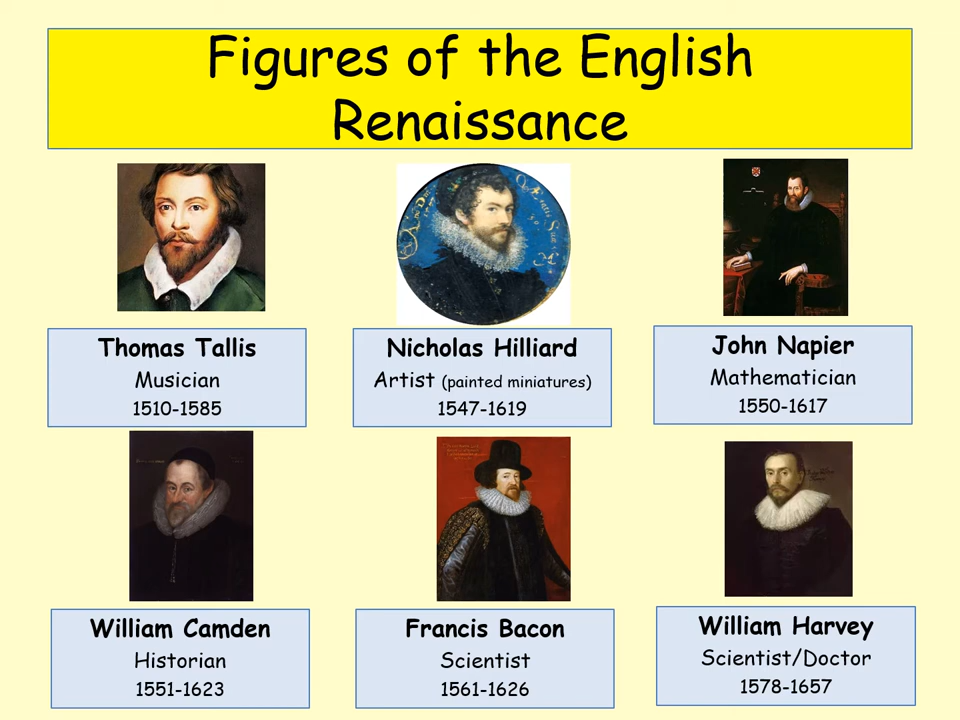 Figures of the English
Renaissance
Thomas Tallis
Musician
1510-1585
Nicholas Hilliard
Artist (painted miniatures)
1547-1619
John Napier
Mathematician
1550-1617
William Camden
Historian
1551-1623
Francis Bacon
Scientist
1561-1626
William Harvey
Scientist/Doctor
1578-1657